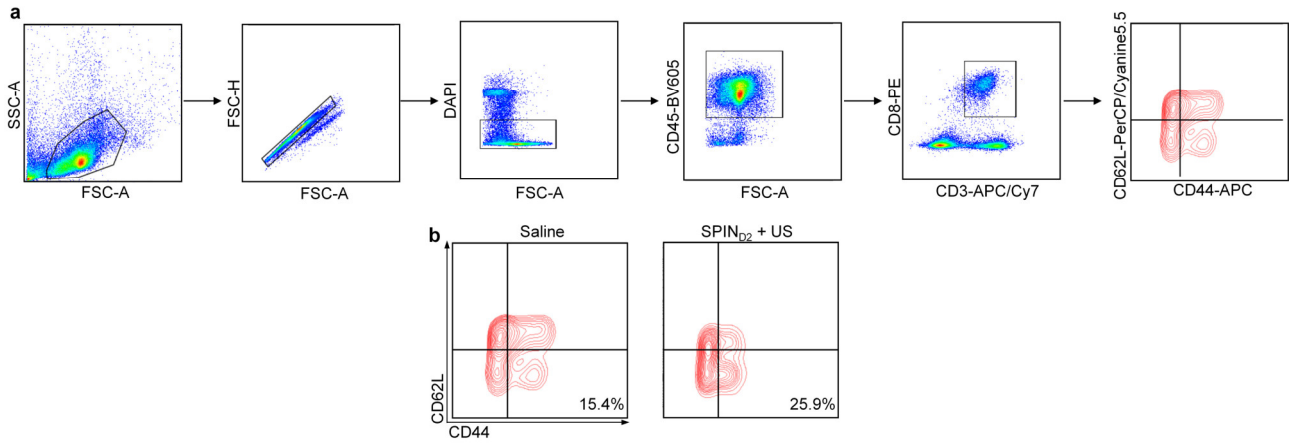 a
SSC-A
FSC-A
FSC-H
FSC-A
DAPI
FSC-A
CD45-BV605
FSC-A
CD8-PE
CD3-APC/Cy7
CD62L-PerCP/Cyanine5.5
CD44-APC
b
Saline
SPIN_D2 + US
CD62L
15.4%
25.9%
CD44